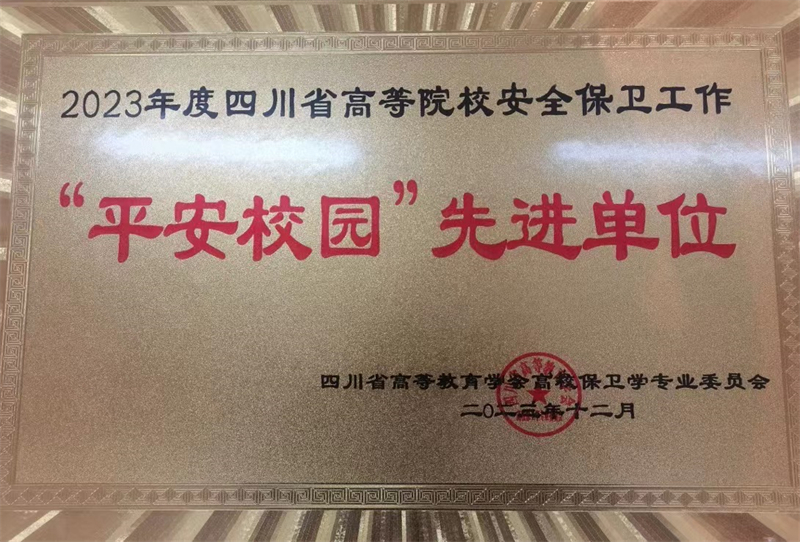 2023年度四川省高等院校安全保卫工作
“平安校园”先进单位
四川省高等教育学会高校保卫学专业委员会
二0二三年十二月